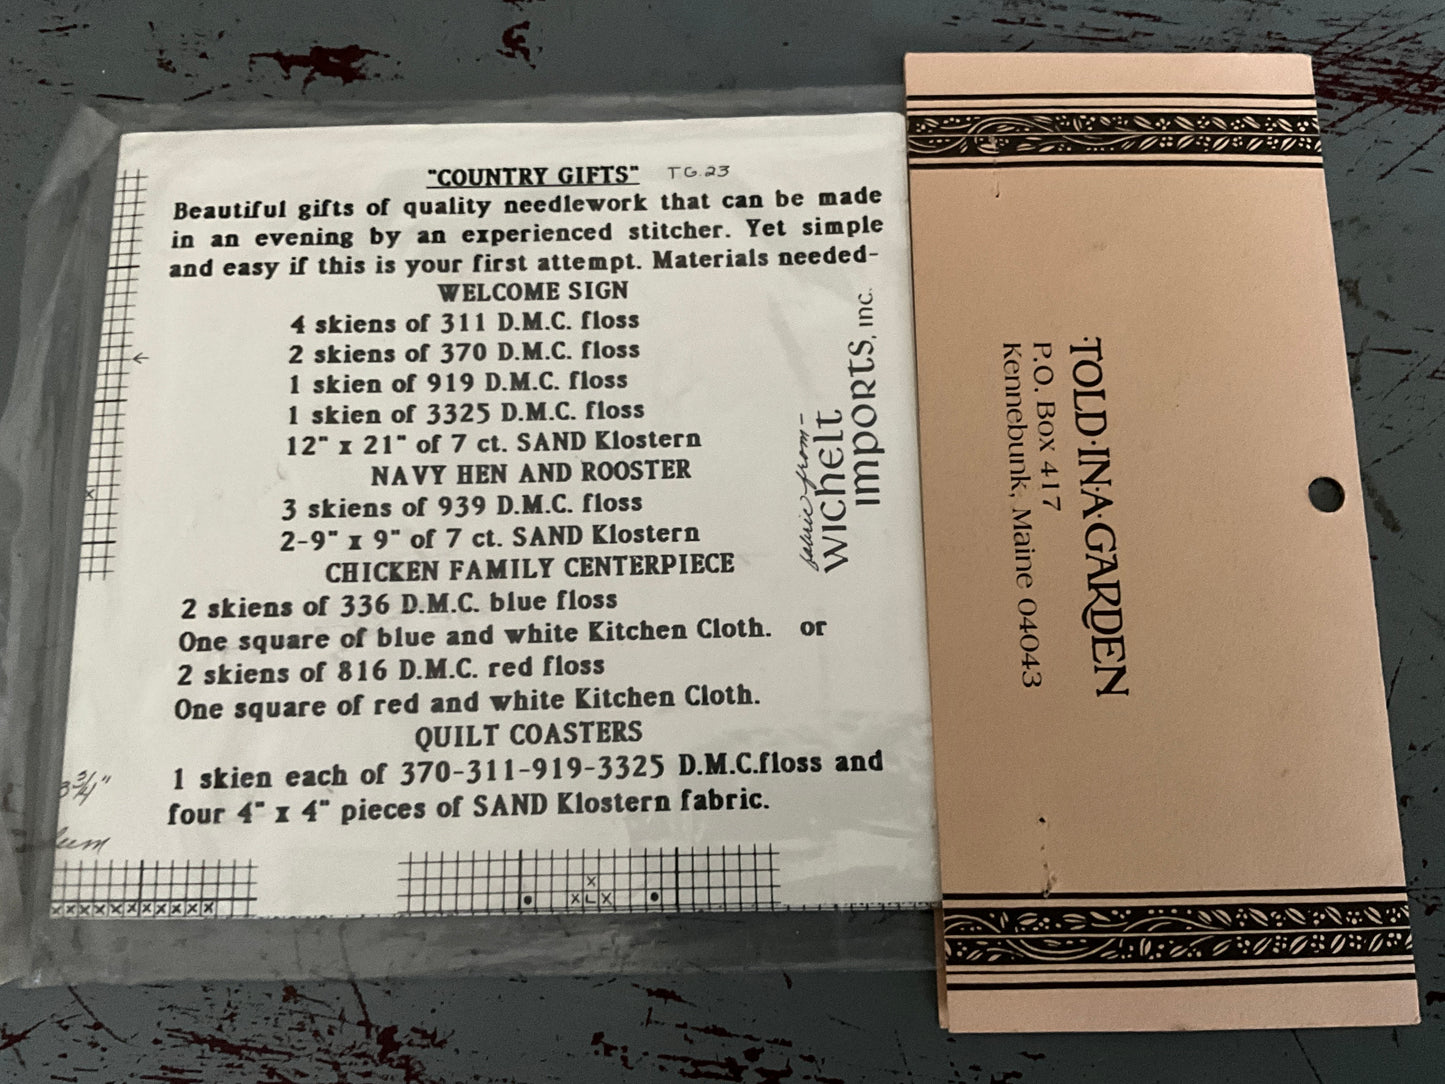 "COUNTRY GIFTS" TG.23
Beautiful gifts of quality needlework that can be made
in an evening by an experienced stitcher. Yet simple
and easy if this is your first attempt. Materials needed-
WELCOME SIGN
4 skiens of 311 D.M.C. floss
2 skiens of 370 D.M.C. floss
1 skien of 919 D.M.C. floss
1 skien of 3325 D.M.C. floss
12" x 21" of 7 ct. SAND Klostern
NAVY HEN AND ROOSTER
3 skiens of 939 D.M.C. floss
2-9" x 9" of 7 ct. SAND Klostern
CHICKEN FAMILY CENTERPIECE
2 skiens of 336 D.M.C. blue floss
One square of blue and white Kitchen Cloth. or
2 skiens of 816 D.M.C. red floss
One square of red and white Kitchen Cloth.
QUILT COASTERS
1 skien each of 370-311-919-3325 D.M.C.floss and
four 4" x 4" pieces of SAND Klostern fabric.
fabric from-
WICHELT
IMPORTS, INC.
3 3/4"
TOLD·IN·A·GARDEN
P.O. Box 417
Kennebunk, Maine 04043